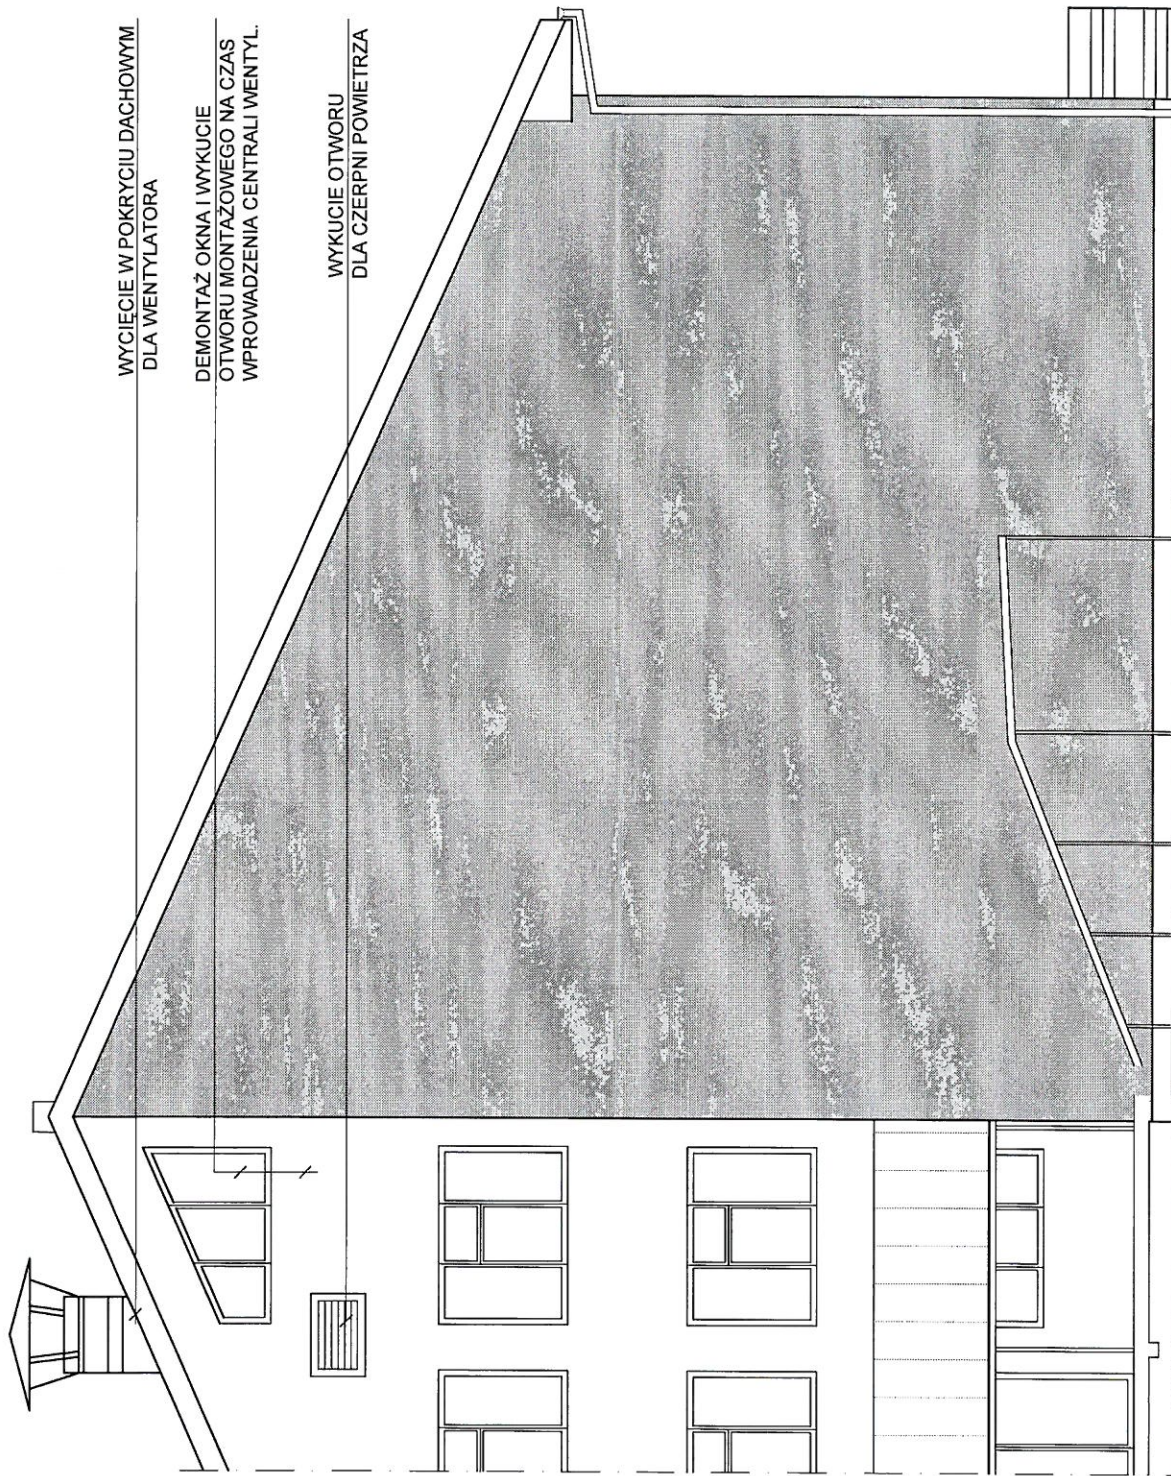 WYCIĘCIE W POKRYCIU DACHOWYM
DLA WENTYLATORA
DEMONTAŻ OKNA I WYKUCIE
OTWORU MONTAŻOWEGO NA CZAS
WPROWADZENIA CENTRALI WENTYL.
WYKUCIE OTWORU
DLA CZERPNI POWIETRZA